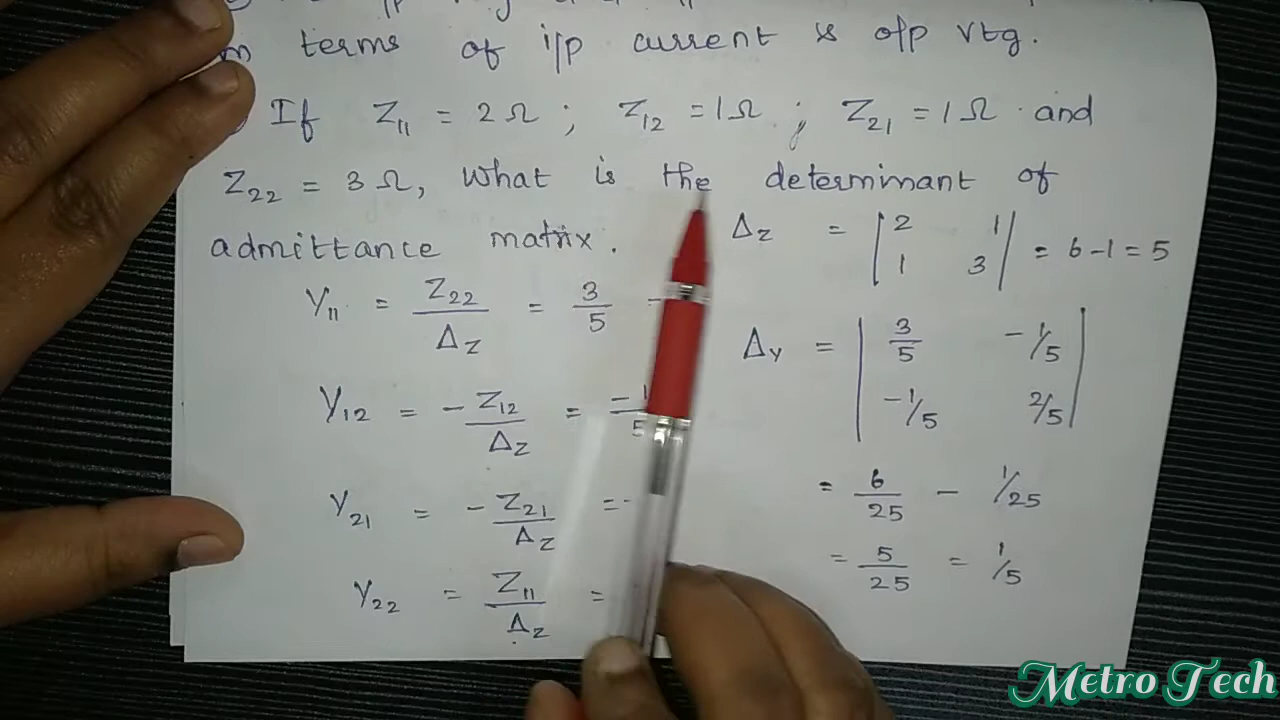 in terms of i/p current & o/p vtg.
If Z11 = 2Ω ; Z12 = 1Ω ; Z21 = 1Ω and
Z22 = 3Ω, What is the determinant of
admittance matrix.
ΔZ = |2 1| = 6-1=5
|1 3|
Y11 = Z22/ΔZ = 3/5
ΔY = |3/5 -1/5|
|-1/5 2/5|
Y12 = -Z12/ΔZ = -1/5
= 6/25 - 1/25
Y21 = -Z21/ΔZ = -
= 5/25 = 1/5
Y22 = Z11/ΔZ =
Metro Tech